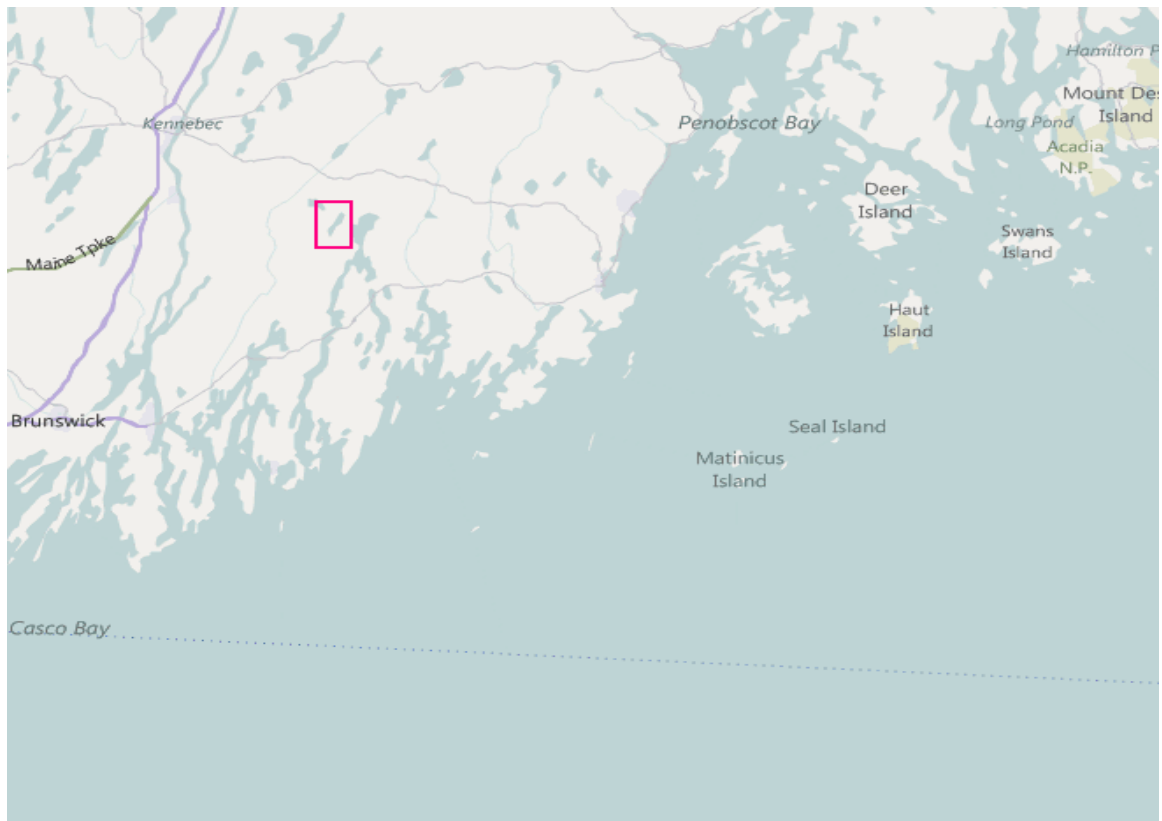 Hamilton P
Mount Des
Island
Kennebec
Penobscot Bay
Long Pond
Acadia
N.P.
Deer
Island
Swans
Island
Maine Tpke
Haut
Island
Brunswick
Seal Island
Matinicus
Island
Casco Bay